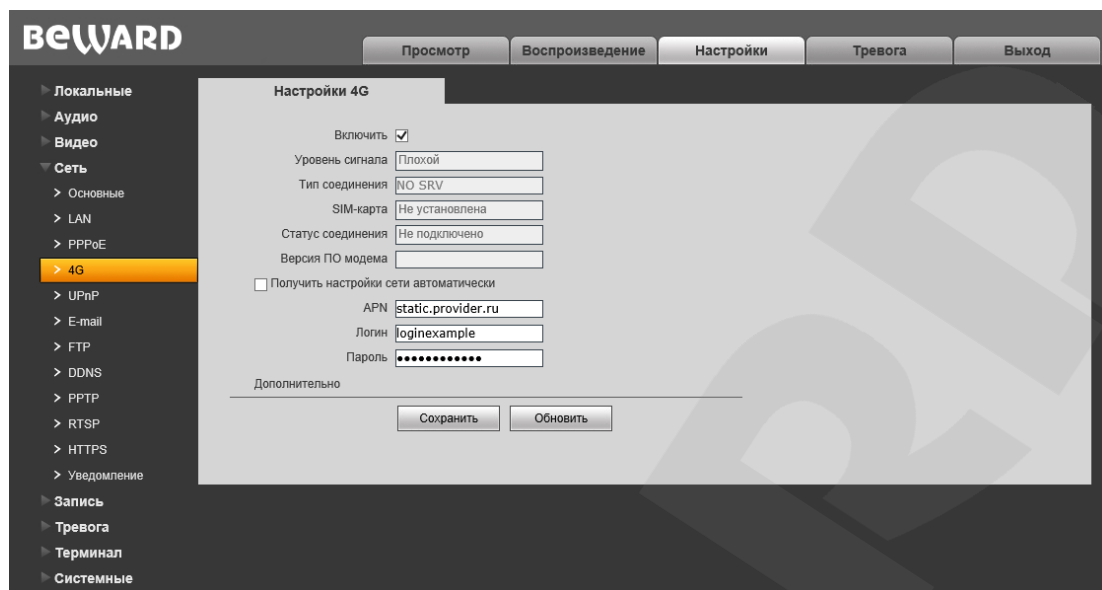 BEWARD
Просмотр Воспроизведение Настройки Тревога Выход
Локальные
Аудио
Видео
Сеть
> Основные
> LAN
> PPPoE
> 4G
> UPnP
> E-mail
> FTP
> DDNS
> PPTP
> RTSP
> HTTPS
> Уведомление
Запись
Тревога
Терминал
Системные
Настройки 4G
Включить
Уровень сигнала Плохой
Тип соединения NO SRV
SIM-карта Не установлена
Статус соединения Не подключено
Версия ПО модема
Получить настройки сети автоматически
APN static.provider.ru
Логин loginexample
Пароль ●●●●●●●●●●●●
Дополнительно
Сохранить Обновить